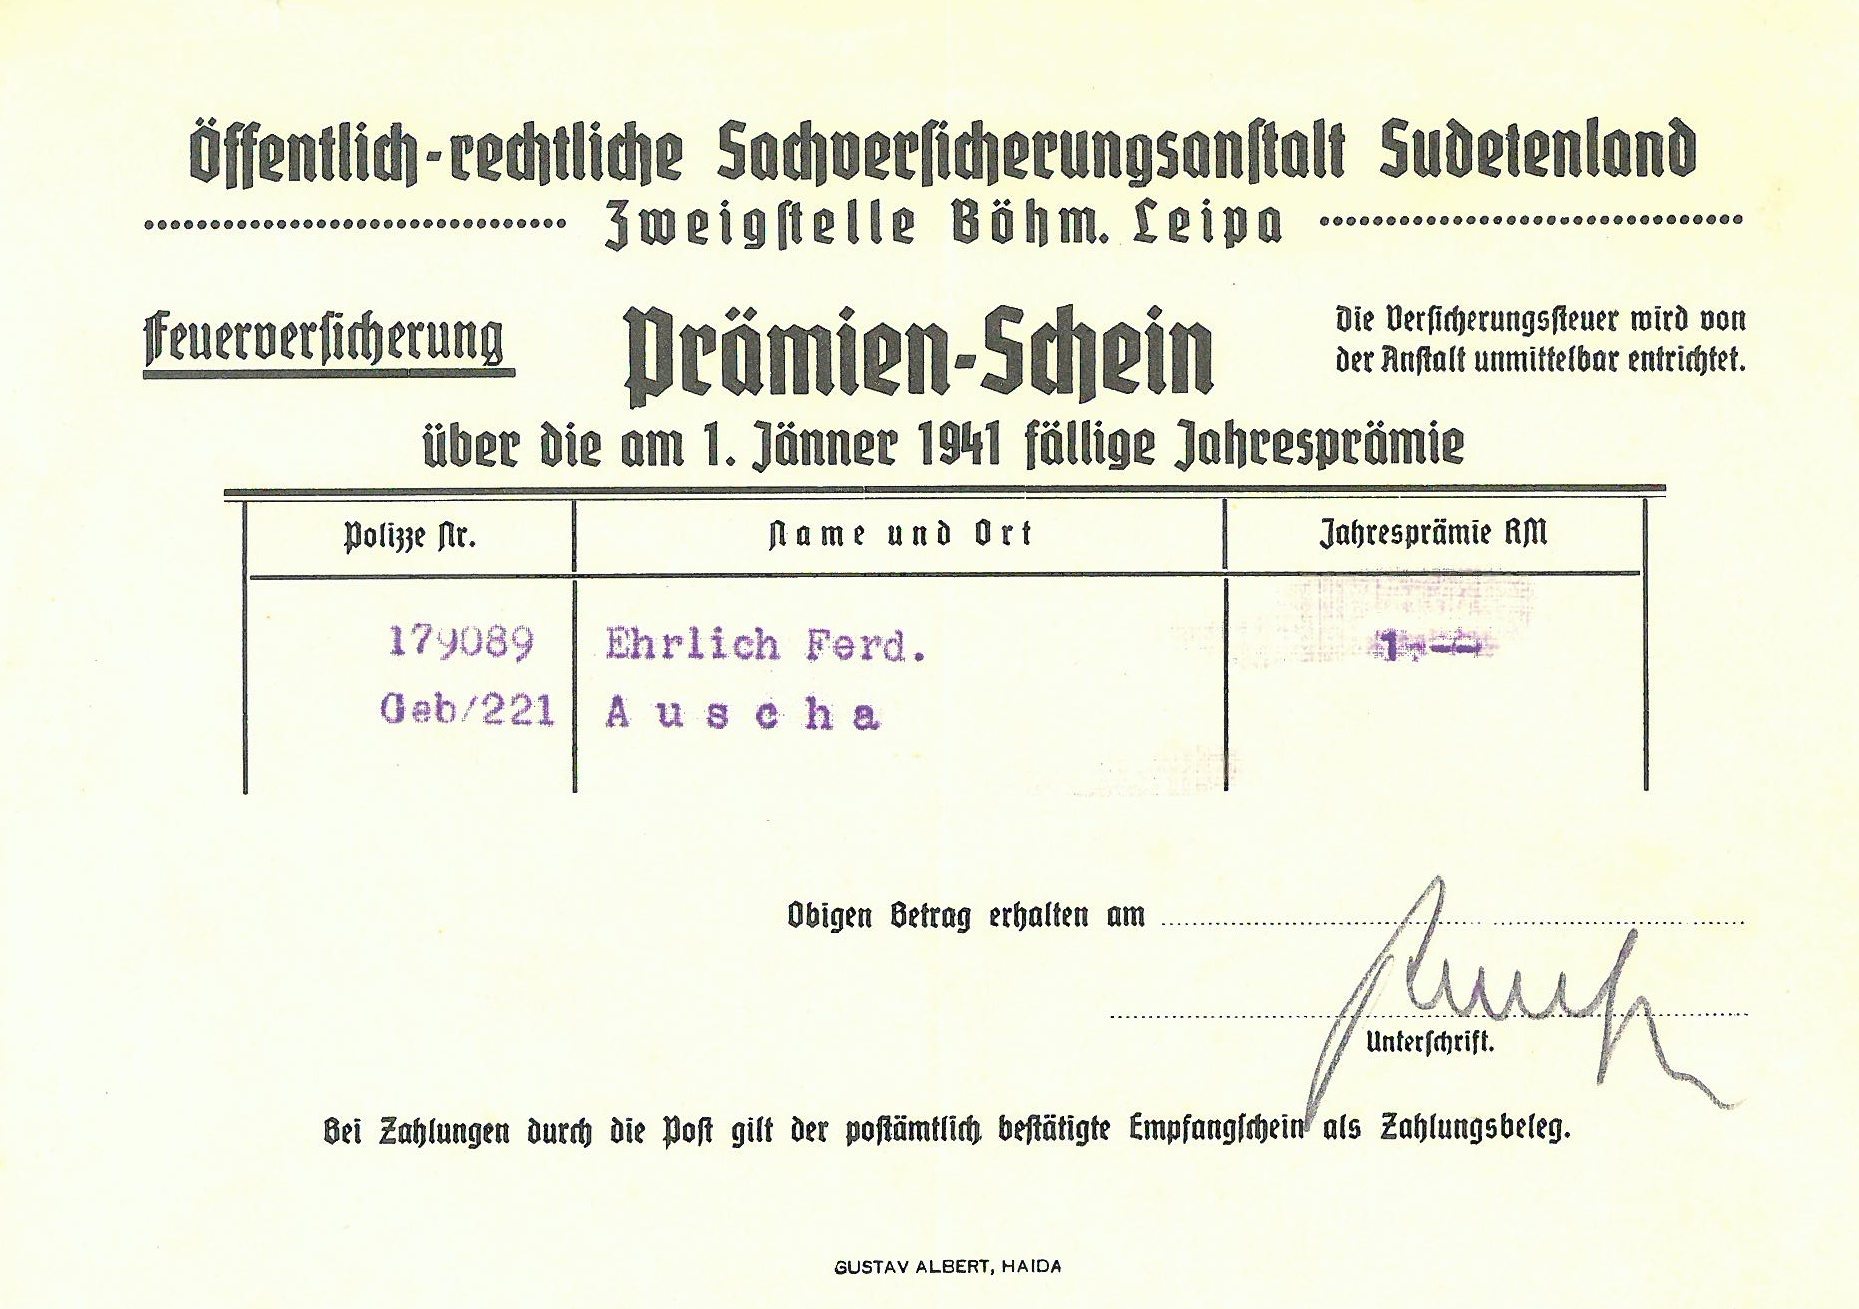 Öffentlich-rechtliche Sachversicherungsanstalt Sudetenland
Zweigstelle Böhm. Leipa
Feuerversicherung
Prämien-Schein
Die Versicherungssteuer wird von
der Anstalt unmittelbar entrichtet.
über die am 1. Jänner 1941 fällige Jahresprämie
Polizze Nr. Name und Ort Jahresprämie RM
179089 Ehrlich Ferd. 1.--
Geb/221 Auscha
Obigen Betrag erhalten am
Unterschrift.
Bei Zahlungen durch die Post gilt der postämtlich bestätigte Empfangschein als Zahlungsbeleg.
GUSTAV ALBERT, HAIDA